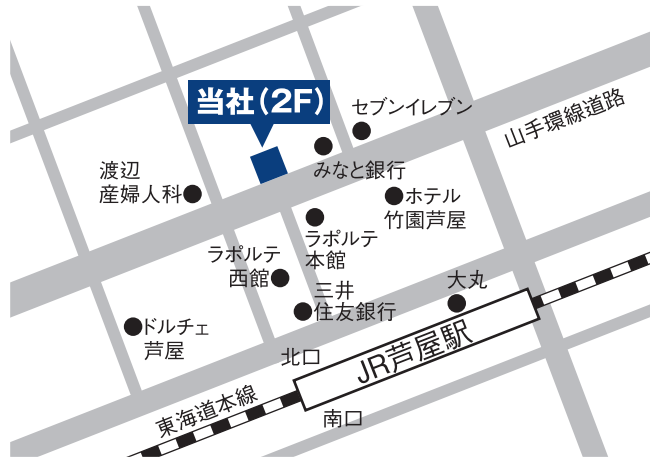 当社（2F）
セブンイレブン
山手環線道路
みなと銀行
渡辺
産婦人科
ホテル
竹園芦屋
ラポルテ
本館
ラポルテ
西館
大丸
三井
住友銀行
ドルチェ
芦屋
北口
JR芦屋駅
東海道本線
南口